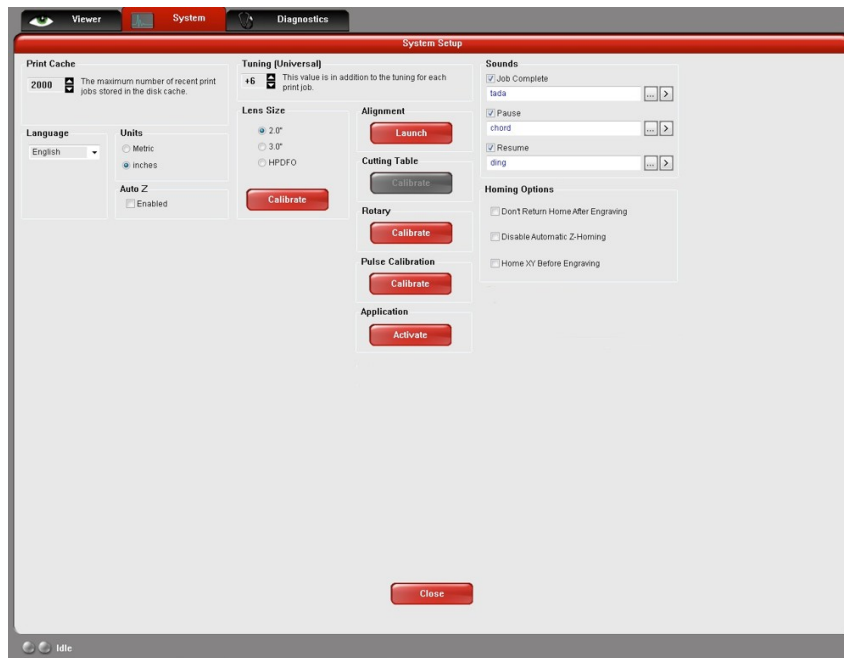 Viewer
System
Diagnostics
System Setup
Print Cache
2000
The maximum number of recent print
jobs stored in the disk cache.
Language
English
Units
Metric
inches
Auto Z
Enabled
Tuning (Universal)
+6
This value is in addition to the tuning for each
print job.
Lens Size
2.0"
3.0"
HPDFO
Calibrate
Alignment
Launch
Cutting Table
Calibrate
Rotary
Calibrate
Pulse Calibration
Calibrate
Application
Activate
Sounds
Job Complete
tada
...
>
Pause
chord
...
>
Resume
ding
...
>
Homing Options
Don't Return Home After Engraving
Disable Automatic Z-Homing
Home XY Before Engraving
Close
Idle